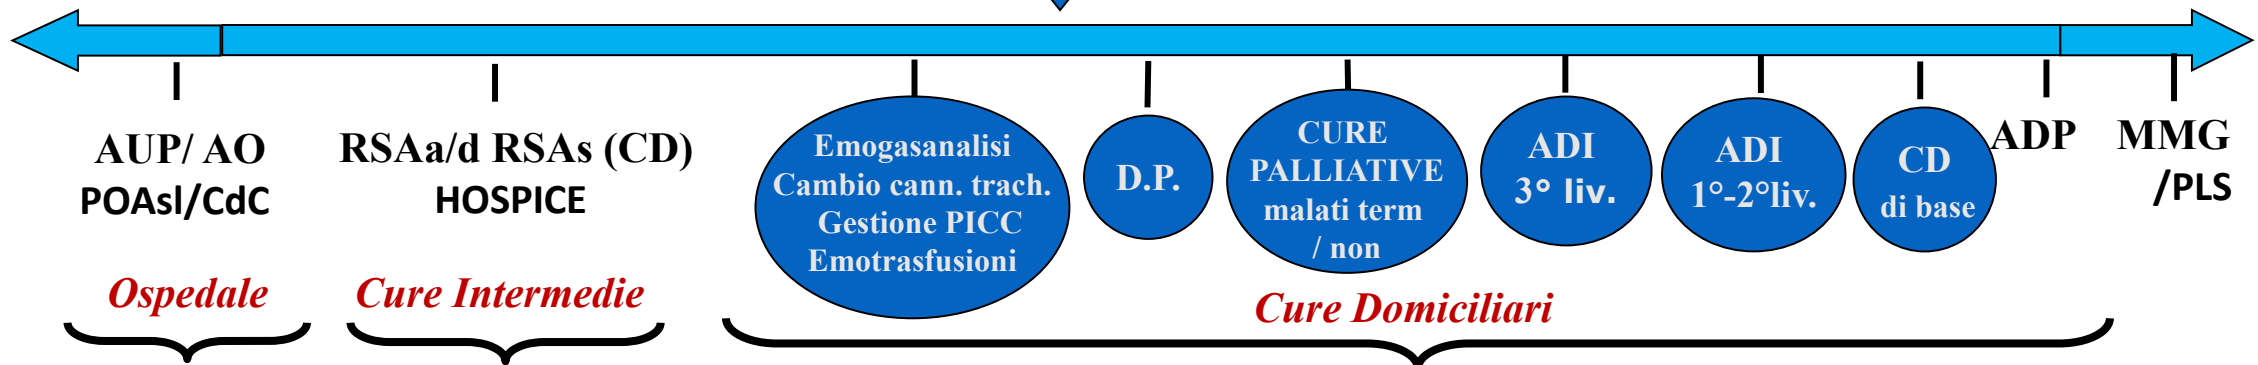 AUP/ AO
POAsl/CdC
RSAa/d RSAs (CD)
HOSPICE
Emogasanalisi
Cambio cann. trach.
Gestione PICC
Emotrasfusioni
D.P.
CURE
PALLIATIVE
malati term
/ non
ADI
3° liv.
ADI
1°-2°liv.
CD
di base
ADP
MMG
/PLS
Ospedale
Cure Intermedie
Cure Domiciliari